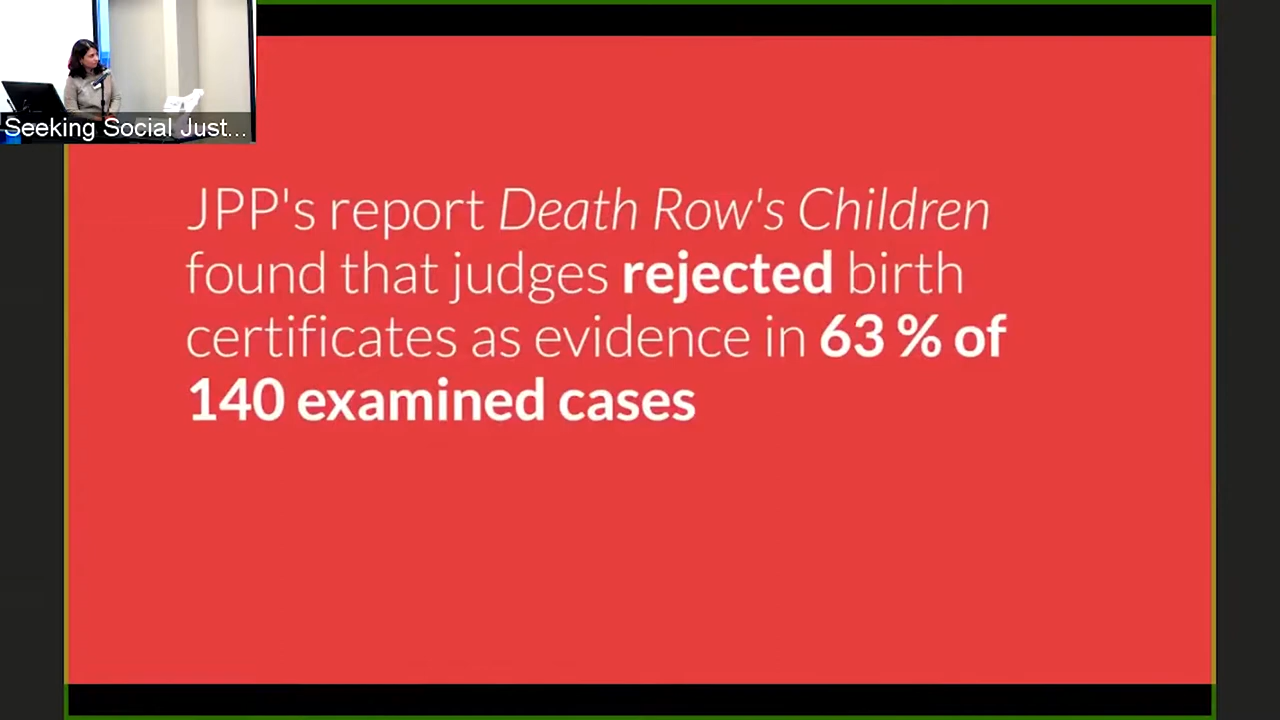 Seeking Social Just...
JPP's report Death Row's Children
found that judges rejected birth
certificates as evidence in 63 % of
140 examined cases